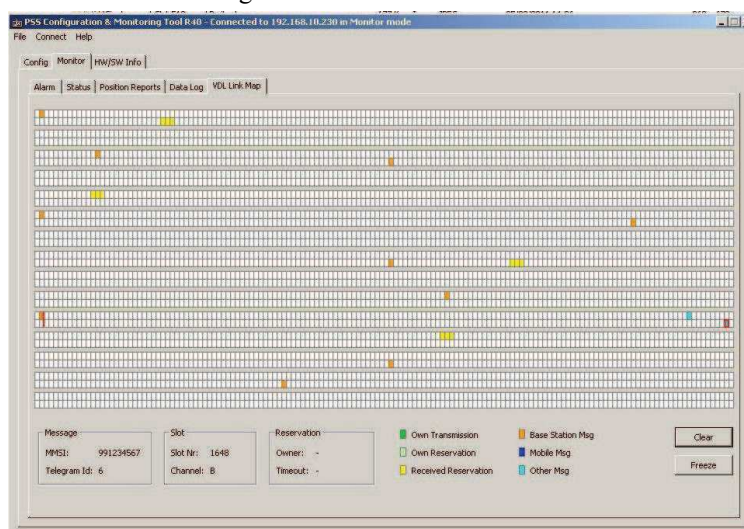 PSS Configuration & Monitoring Tool R40 - Connected to 192.168.10.230 in Monitor mode
File Connect Help
Config Monitor HW/SW Info
Alarm Status Position Reports Data Log VDL Link Map
Message Slot Reservation
Own Transmission Base Station Msg
Clear
MMSI: 991234567 Slot Nr: 1648 Owner: -
Own Reservation Mobile Msg
Telegram Id: 6 Channel: B Timeout: -
Received Reservation Other Msg
Freeze